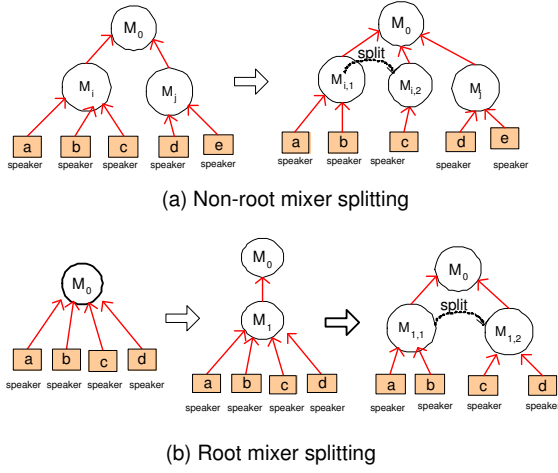 M0
M0
split
Mi
Mj
Mi,1
Mi,2
Mj
a b c d e
a b c d e
speaker speaker speaker speaker speaker
speaker speaker speaker speaker speaker
(a) Non-root mixer splitting
M0
M0
M0
split
M1
M1,1
M1,2
a b c d
a b c d
a b c d
speaker speaker speaker speaker
speaker speaker speaker speaker
speaker speaker speaker speaker
(b) Root mixer splitting